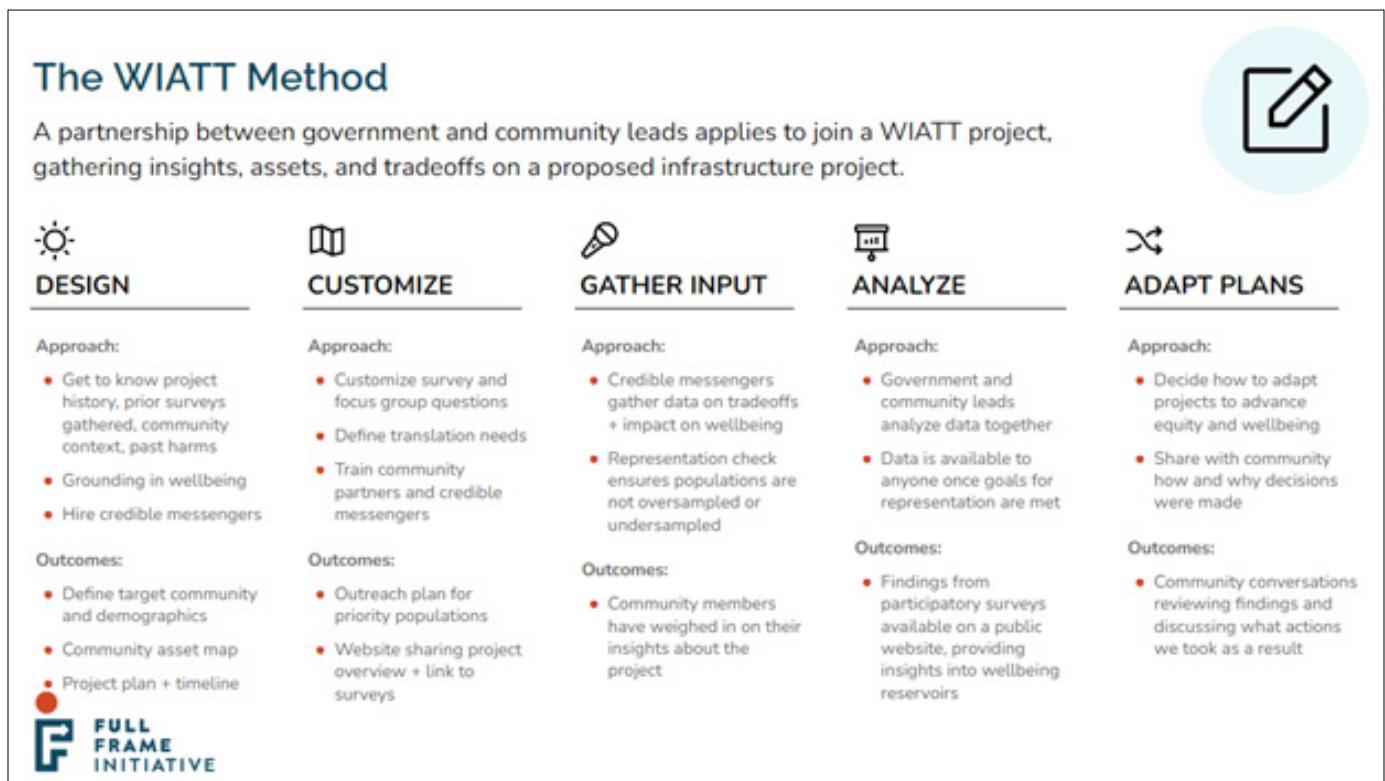 The WIATT Method
A partnership between government and community leads applies to join a WIATT project,
gathering insights, assets, and tradeoffs on a proposed infrastructure project.
DESIGN
Approach:
• Get to know project
history, prior surveys
gathered, community
context, past harms
• Grounding in wellbeing
• Hire credible messengers
Outcomes:
• Define target community
and demographics
• Community asset map
• Project plan + timeline
CUSTOMIZE
Approach:
• Customize survey and
focus group questions
• Define translation needs
• Train community
partners and credible
messengers
Outcomes:
• Outreach plan for
priority populations
• Website sharing project
overview + link to
surveys
GATHER INPUT
Approach:
• Credible messengers
gather data on tradeoffs
+ impact on wellbeing
• Representation check
ensures populations are
not oversampled or
undersampled
Outcomes:
• Community members
have weighed in on their
insights about the
project
ANALYZE
Approach:
• Government and
community leads
analyze data together
• Data is available to
anyone once goals for
representation are met
Outcomes:
• Findings from
participatory surveys
available on a public
website, providing
insights into wellbeing
reservoirs
ADAPT PLANS
Approach:
• Decide how to adapt
projects to advance
equity and wellbeing
• Share with community
how and why decisions
were made
Outcomes:
• Community conversations
reviewing findings and
discussing what actions
we took as a result
FULL
FRAME
INITIATIVE